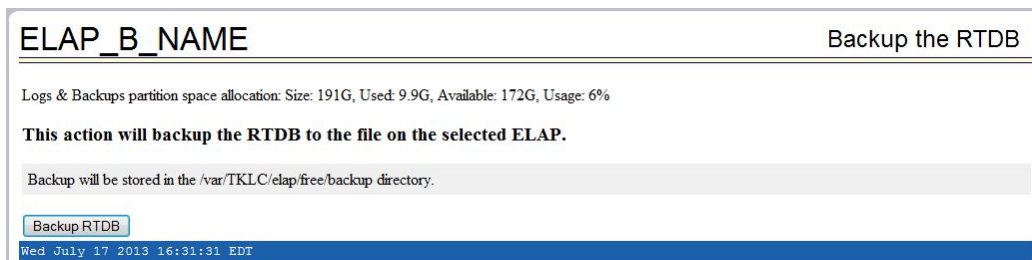 ELAP_B_NAME
Backup the RTDB
Logs & Backups partition space allocation: Size: 191G, Used: 9.9G, Available: 172G, Usage: 6%
This action will backup the RTDB to the file on the selected ELAP.
Backup will be stored in the /var/TKLC/elap/free/backup directory.
Backup RTDB
Wed July 17 2013 16:31:31 EDT